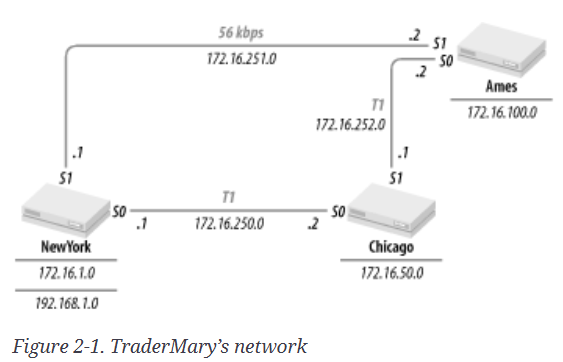 56 kbps
172.16.251.0
.2 S1
S0
.2
Ames
172.16.100.0
T1
172.16.252.0
.1
S1
.1
S1
S0
.1
T1
172.16.250.0
.2
S0
NewYork
172.16.1.0
192.168.1.0
Chicago
172.16.50.0
Figure 2-1. TraderMary’s network